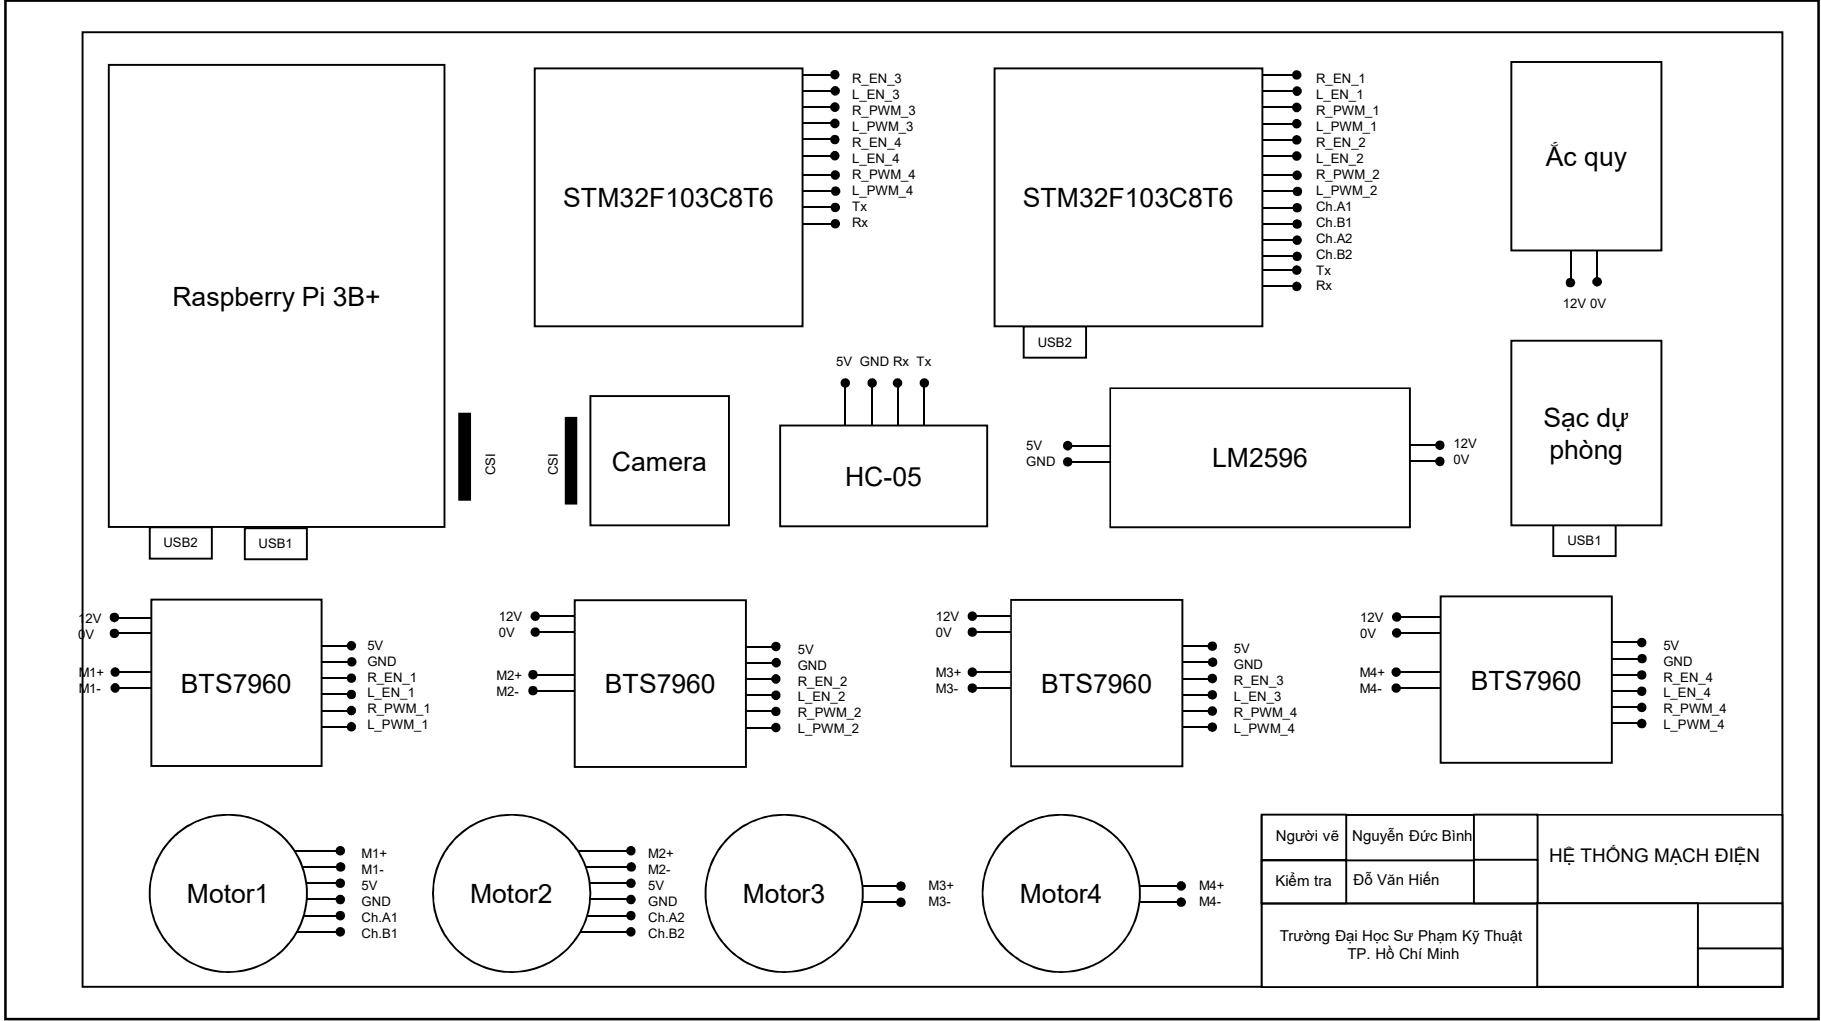 Raspberry Pi 3B+
USB2
USB1
CSI
STM32F103C8T6
R_EN_3
L_EN_3
R_PWM_3
L_PWM_3
R_EN_4
L_EN_4
R_PWM_4
L_PWM_4
Tx
Rx
STM32F103C8T6
R_EN_1
L_EN_1
R_PWM_1
L_PWM_1
R_EN_2
L_EN_2
R_PWM_2
L_PWM_2
Ch.A1
Ch.B1
Ch.A2
Ch.B2
Tx
Rx
USB2
Ắc quy
12V 0V
CSI
Camera
5V GND Rx Tx
HC-05
5V
GND
LM2596
12V
0V
Sạc dự
phòng
USB1
12V
0V
M1+
M1-
BTS7960
5V
GND
R_EN_1
L_EN_1
R_PWM_1
L_PWM_1
12V
0V
M2+
M2-
BTS7960
5V
GND
R_EN_2
L_EN_2
R_PWM_2
L_PWM_2
12V
0V
M3+
M3-
BTS7960
5V
GND
R_EN_3
L_EN_3
R_PWM_4
L_PWM_4
12V
0V
M4+
M4-
BTS7960
5V
GND
R_EN_4
L_EN_4
R_PWM_4
L_PWM_4
Motor1
M1+
M1-
5V
GND
Ch.A1
Ch.B1
Motor2
M2+
M2-
5V
GND
Ch.A2
Ch.B2
Motor3
M3+
M3-
Motor4
M4+
M4-
Người vẽ
Nguyễn Đức Bình
HỆ THỐNG MẠCH ĐIỆN
Kiểm tra
Đỗ Văn Hiến
Trường Đại Học Sư Phạm Kỹ Thuật
TP. Hồ Chí Minh